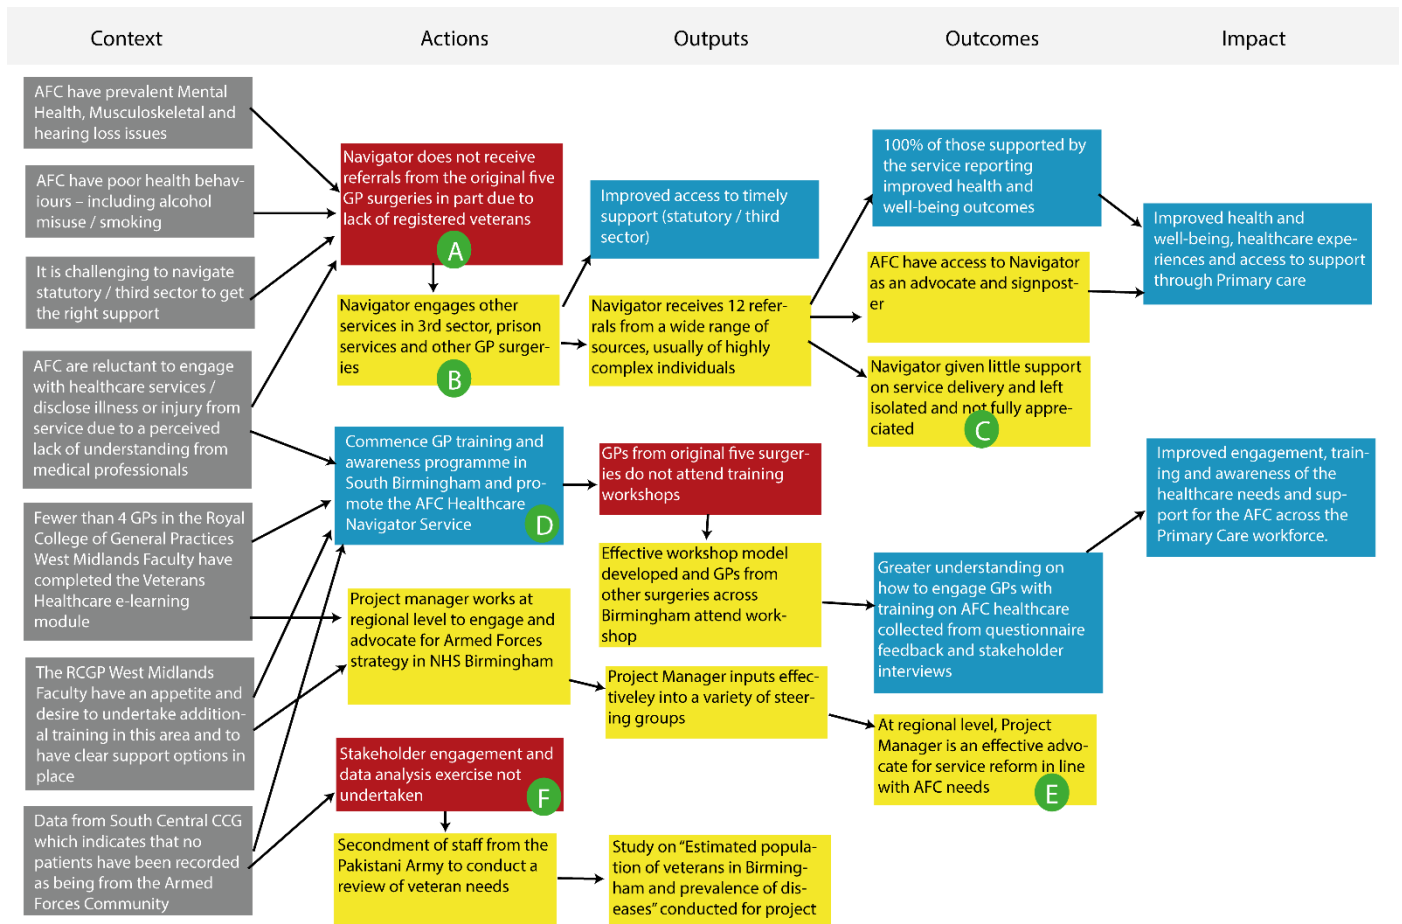 Context
Actions
Outputs
Outcomes
Impact
AFC have prevalent Mental
Health, Musculoskeletal and
hearing loss issues
AFC have poor health behav-
iours – including alcohol
misuse / smoking
It is challenging to navigate
statutory / third sector to get
the right support
AFC are reluctant to engage
with healthcare services /
disclose illness or injury from
service due to a perceived
lack of understanding from
medical professionals
Fewer than 4 GPs in the Royal
College of General Practices
West Midlands Faculty have
completed the Veterans
Healthcare e-learning
module
The RCGP West Midlands
Faculty have an appetite and
desire to undertake addition-
al training in this area and to
have clear support options in
place
Data from South Central CCG
which indicates that no
patients have been recorded
as being from the Armed
Forces Community
Navigator does not receive
referrals from the original five
GP surgeries in part due to
lack of registered veterans
A
Navigator engages other
services in 3rd sector, prison
services and other GP surger-
ies
B
Commence GP training and
awareness programme in
South Birmingham and pro-
mote the AFC Healthcare
Navigator Service
D
Project manager works at
regional level to engage and
advocate for Armed Forces
strategy in NHS Birmingham
Stakeholder engagement and
data analysis exercise not
undertaken
F
Secondment of staff from the
Pakistani Army to conduct a
review of veteran needs
Improved access to timely
support (statutory / third
sector)
Navigator receives 12 refer-
rals from a wide range of
sources, usually of highly
complex individuals
GPs from original five surger-
ies do not attend training
workshops
Effective workshop model
developed and GPs from
other surgeries across
Birmingham attend work-
shop
Project Manager inputs effec-
tiveley into a variety of steer-
ing groups
Study on "Estimated popula-
tion of veterans in Birming-
ham and prevalence of dis-
eases" conducted for project
100% of those supported by
the service reporting
improved health and
well-being outcomes
AFC have access to Navigator
as an advocate and signpost-
er
Navigator given little support
on service delivery and left
isolated and not fully appre-
ciated
C
Greater understanding on
how to engage GPs with
training on AFC healthcare
collected from questionnaire
feedback and stakeholder
interviews
At regional level, Project
Manager is an effective advo-
cate for service reform in line
with AFC needs
E
Improved health and
well-being, healthcare expe-
riences and access to support
through Primary care
Improved engagement, train-
ing and awareness of the
healthcare needs and sup-
port for the AFC across the
Primary Care workforce.